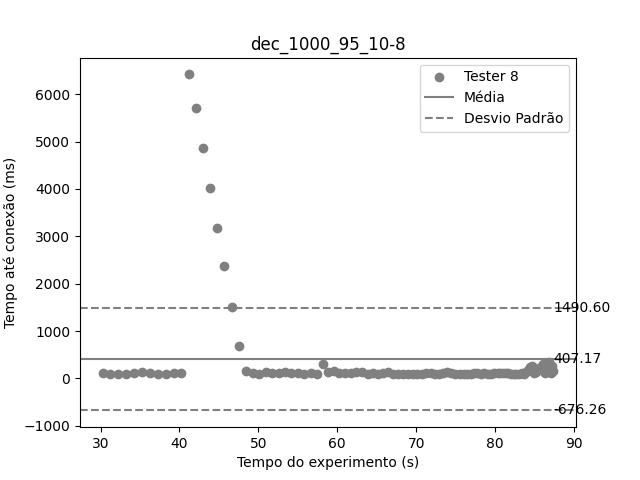 dec_1000_95_10-8
Tester 8
Média
Desvio Padrão
Tempo até conexão (ms)
6000
5000
4000
3000
2000
1000
0
−1000
1490.60
407.17
-676.26
30 40 50 60 70 80 90
Tempo do experimento (s)